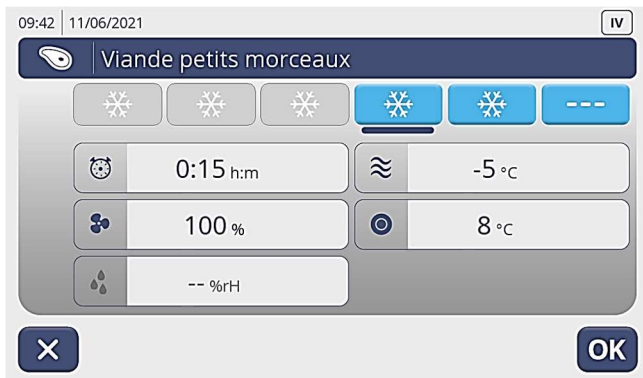 09:42 11/06/2021 IV
Viande petits morceaux
---
0:15 h:m -5 °C
100 % 8 °C
-- %rH
OK